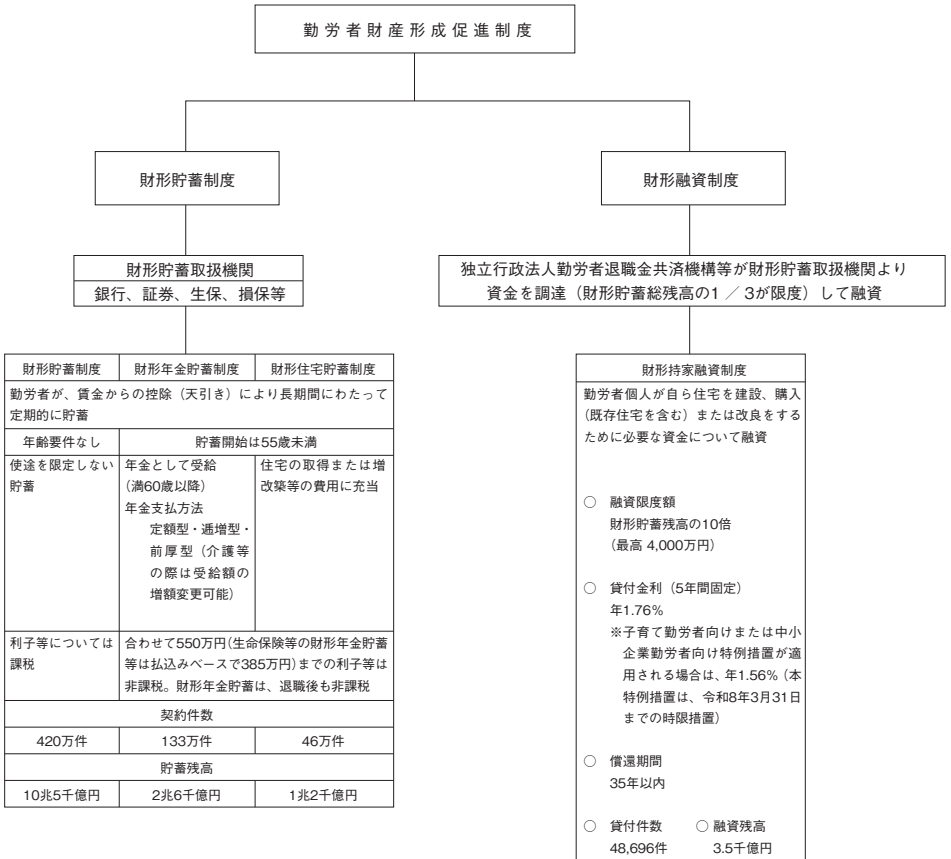 勤労者財産形成促進制度
財形貯蓄制度
財形融資制度
財形貯蓄取扱機関
銀行、証券、生保、損保等
独立行政法人勤労者退職金共済機構等が財形貯蓄取扱機関より
資金を調達（財形貯蓄総残高の1／3が限度）して融資
財形貯蓄制度 財形年金貯蓄制度 財形住宅貯蓄制度
勤労者が、賃金からの控除（天引き）により長期間にわたって
定期的に貯蓄
年齢要件なし 貯蓄開始は55歳未満
使途を限定しない
貯蓄
年金として受給
（満60歳以降）
年金支払方法
定額型・逓増型・
前厚型（介護等
の際は受給額の
増額変更可能）
住宅の取得または増
改築等の費用に充当
利子等については
課税
合わせて550万円（生命保険等の財形年金貯蓄
等は払込みベースで385万円）までの利子等は
非課税。財形年金貯蓄は、退職後も非課税
契約件数
420万件 133万件 46万件
貯蓄残高
10兆5千億円 2兆6千億円 1兆2千億円
財形持家融資制度
勤労者個人が自ら住宅を建設、購入
（既存住宅を含む）または改良をする
ために必要な資金について融資
○ 融資限度額
財形貯蓄残高の10倍
（最高 4,000万円）
○ 貸付金利（5年間固定）
年1.76%
※子育て勤労者向けまたは中小
企業勤労者向け特例措置が適
用される場合は、年1.56%（本
特例措置は、令和8年3月31日
までの時限措置）
○ 償還期間
35年以内
○ 貸付件数 ○ 融資残高
48,696件 3.5千億円